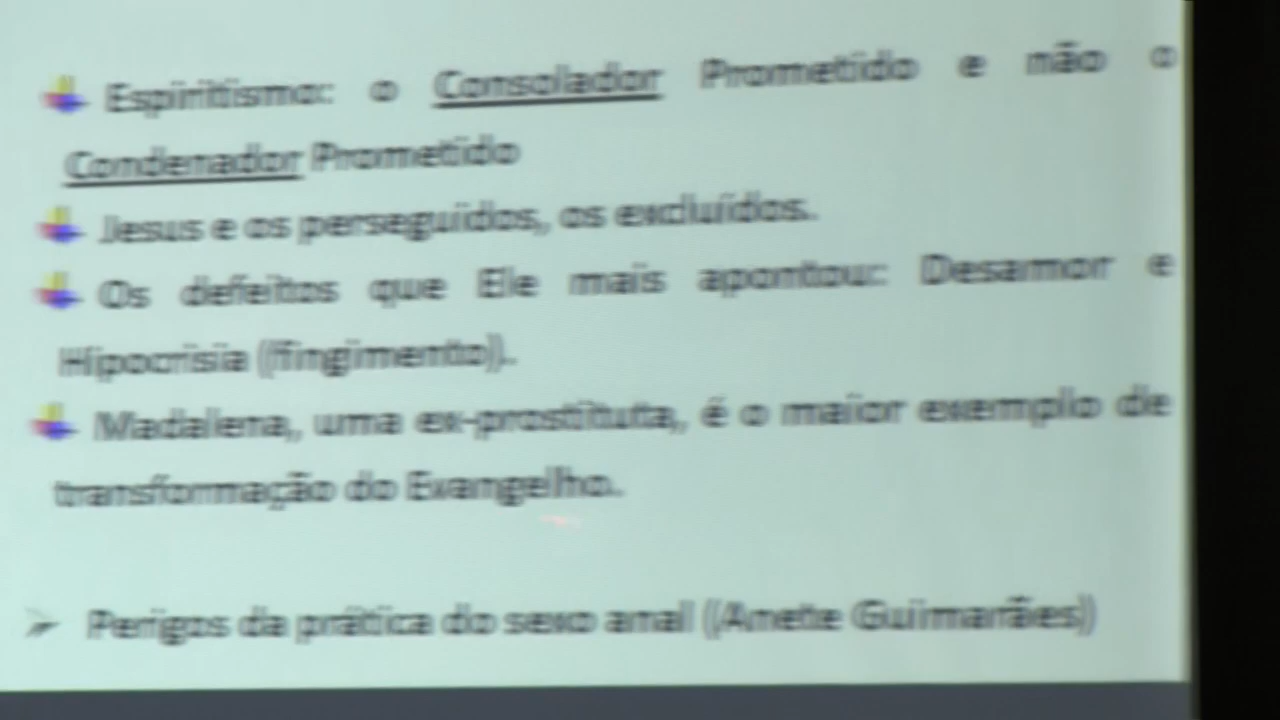 Espiritismo: o Consolador Prometido e não o
Condenador Prometido
Jesus e os perseguidos, os excluídos.
Os defeitos que Ele mais apontou: Desamor e
Hipocrisia (fingimento).
Madalena, uma ex-prostituta, é o maior exemplo de
transformação do Evangelho.
Perigos da prática do sexo anal (Anete Guimarães)